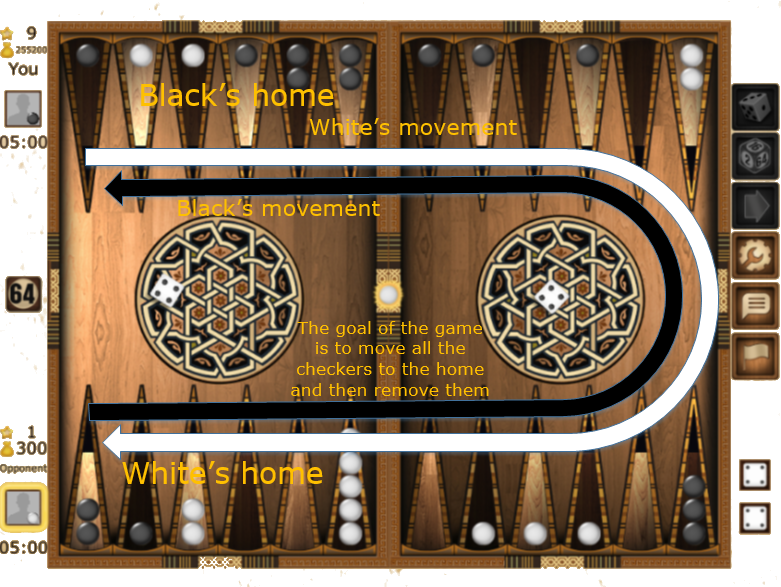 9
255200
You
05:00
Black's home
White's movement
Black's movement
64
The goal of the game
is to move all the
checkers to the home
and then remove them
1
300
Opponent
White's home
05:00